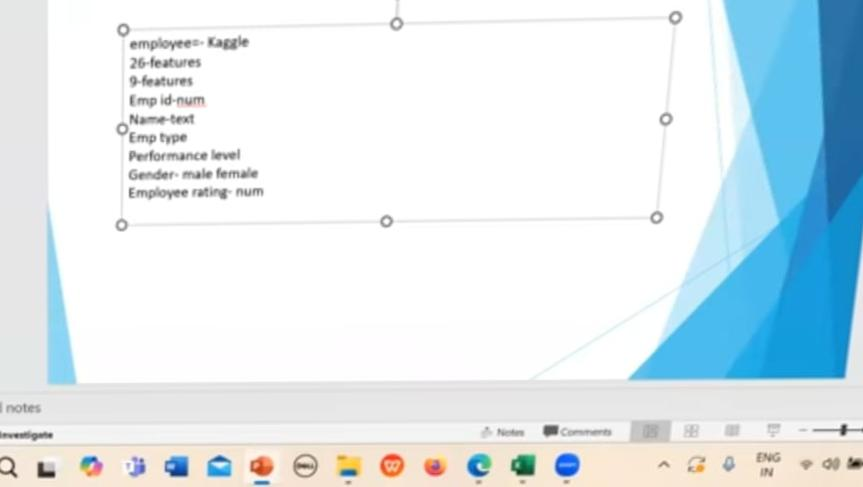 employee=- Kaggle
26-features
9-features
Emp id-num
Name-text
Emp type
Performance level
Gender- male female
Employee rating- num
notes
Investigate
Notes
Comments
DELL
W
ENG
IN